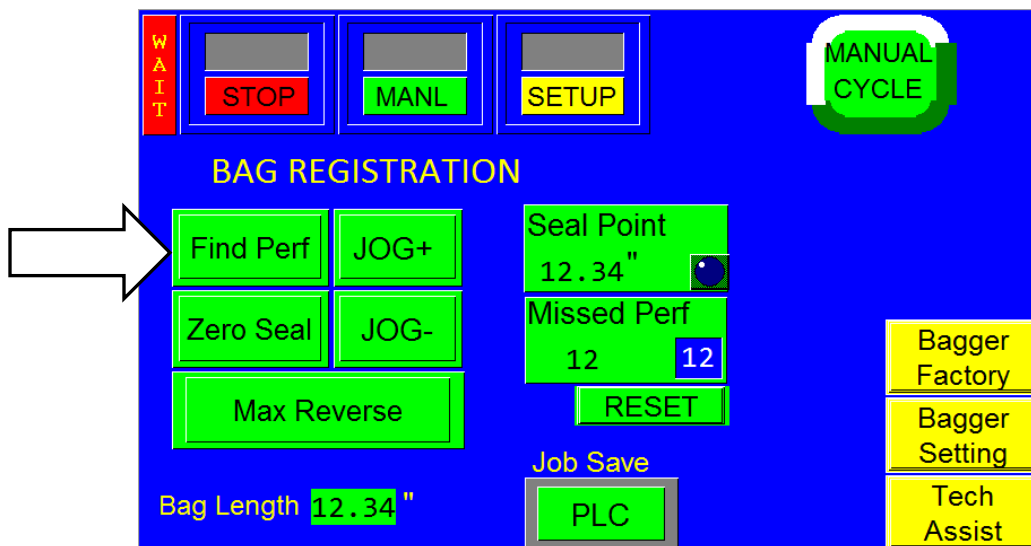 WAIT
STOP
MANL
SETUP
MANUAL
CYCLE
BAG REGISTRATION
Find Perf
JOG+
Seal Point
12.34"
Zero Seal
JOG-
Missed Perf
12
12
Max Reverse
RESET
Bagger
Factory
Bagger
Setting
Job Save
Bag Length 12.34"
PLC
Tech
Assist